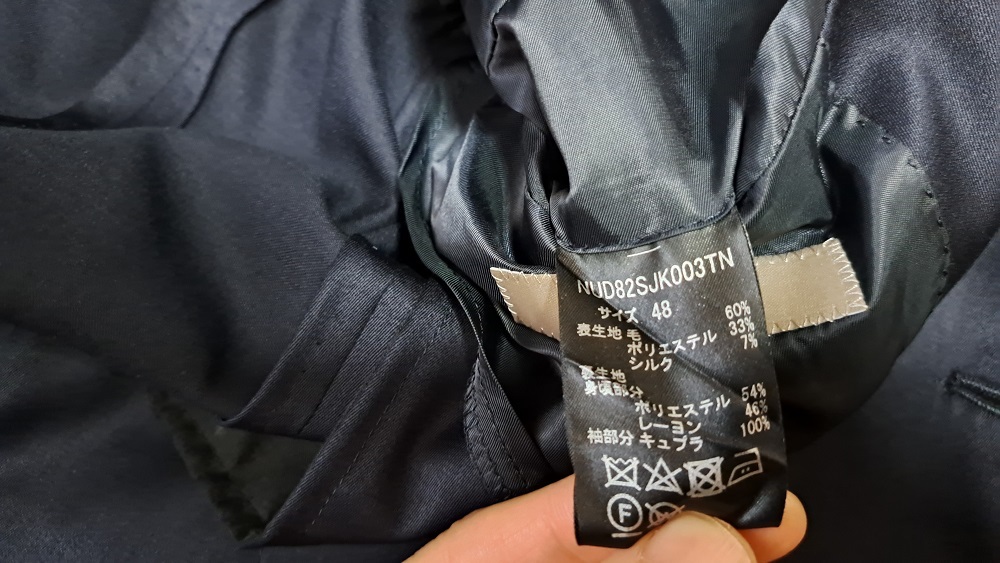 NUD82SJK003TN
サイズ 48
表生地 毛 60%
ポリエステル 33%
シルク 7%
裏生地
身頃部分
ポリエステル 54%
レーヨン 46%
袖部分 キュプラ 100%
F